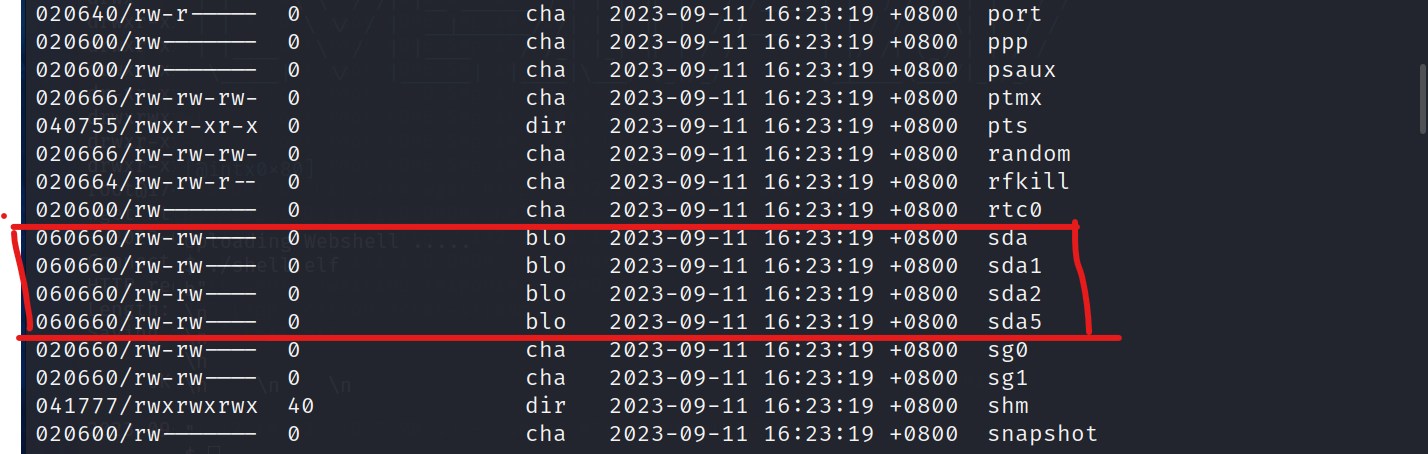 020640/rw-r----- 0 cha 2023-09-11 16:23:19 +0800 port
020600/rw------- 0 cha 2023-09-11 16:23:19 +0800 ppp
020600/rw------- 0 cha 2023-09-11 16:23:19 +0800 psaux
020666/rw-rw-rw- 0 cha 2023-09-11 16:23:19 +0800 ptmx
040755/rwxr-xr-x 0 dir 2023-09-11 16:23:19 +0800 pts
020666/rw-rw-rw- 0 cha 2023-09-11 16:23:19 +0800 random
020664/rw-rw-r-- 0 cha 2023-09-11 16:23:19 +0800 rfkill
020600/rw------- 0 cha 2023-09-11 16:23:19 +0800 rtc0
060660/rw-rw---- 0 blo 2023-09-11 16:23:19 +0800 sda
060660/rw-rw---- 0 blo 2023-09-11 16:23:19 +0800 sda1
060660/rw-rw---- 0 blo 2023-09-11 16:23:19 +0800 sda2
060660/rw-rw---- 0 blo 2023-09-11 16:23:19 +0800 sda5
020660/rw-rw---- 0 cha 2023-09-11 16:23:19 +0800 sg0
020660/rw-rw---- 0 cha 2023-09-11 16:23:19 +0800 sg1
041777/rwxrwxrwx 40 dir 2023-09-11 16:23:19 +0800 shm
020600/rw------- 0 cha 2023-09-11 16:23:19 +0800 snapshot